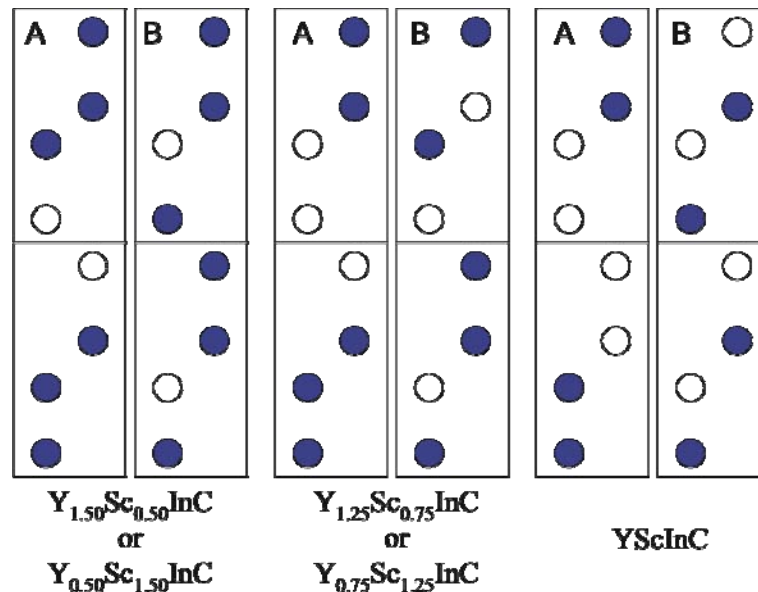 A B A B A B
Y₁.₅₀Sc₀.₅₀InC Y₁.₂₅Sc₀.₇₅InC
or or YScInC
Y₀.₅₀Sc₁.₅₀InC Y₀.₇₅Sc₁.₂₅InC